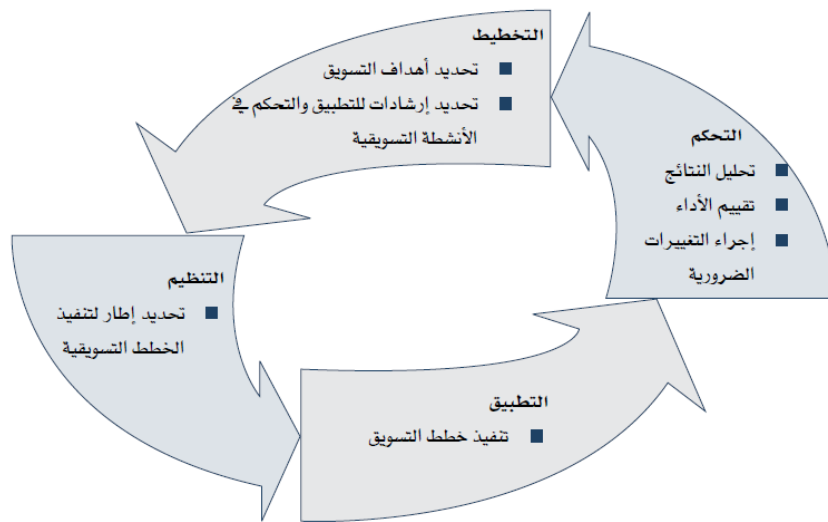 التخطيط
تحديد أهداف التسويق
تحديد إرشادات للتطبيق والتحكم في
الأنشطة التسويقية
التحكم
تحليل النتائج
تقييم الأداء
إجراء التغييرات
الضرورية
التنظيم
تحديد إطار لتنفيذ
الخطط التسويقية
التطبيق
تنفيذ خطط التسويق